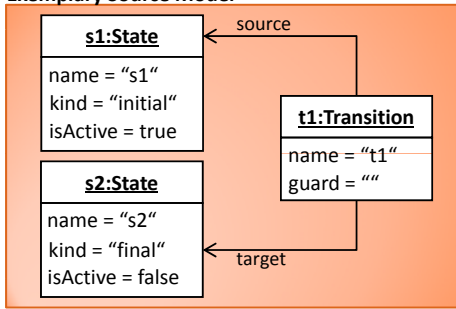 Exemplary Source Model
s1:State
name = “s1“
kind = “initial“
isActive = true
source
t1:Transition
name = “t1“
guard = ““
s2:State
name = “s2“
kind = “final“
isActive = false
target